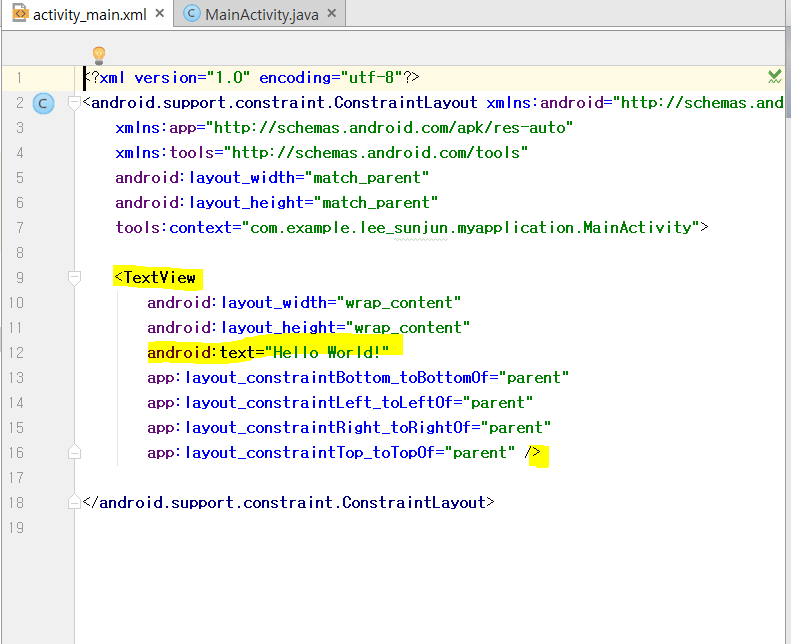 activity_main.xml MainActivity.java
1 <?xml version="1.0" encoding="utf-8"?>
2 C <android.support.constraint.ConstraintLayout xmlns:android="http://schemas.and
3 xmlns:app="http://schemas.android.com/apk/res-auto"
4 xmlns:tools="http://schemas.android.com/tools"
5 android:layout_width="match_parent"
6 android:layout_height="match_parent"
7 tools:context="com.example.lee_sunjun.myapplication.MainActivity">
8
9 <TextView
10 android:layout_width="wrap_content"
11 android:layout_height="wrap_content"
12 android:text="Hello World!"
13 app:layout_constraintBottom_toBottomOf="parent"
14 app:layout_constraintLeft_toLeftOf="parent"
15 app:layout_constraintRight_toRightOf="parent"
16 app:layout_constraintTop_toTopOf="parent" />
17
18 </android.support.constraint.ConstraintLayout>
19